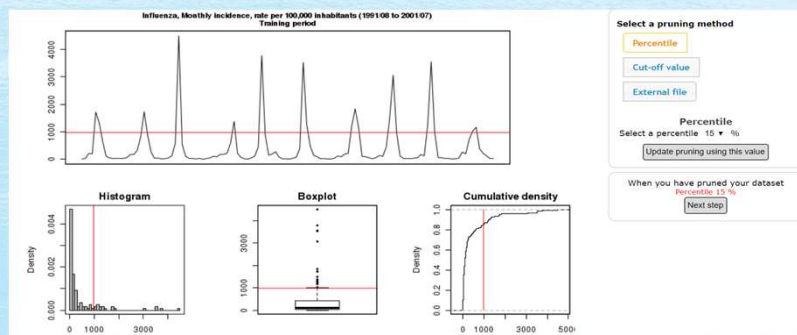 Influenza, Monthly incidence, rate per 100,000 inhabitants (1991/08 to 2001/07)
Training period
4000
3000
2000
1000
0
Select a pruning method
Percentile
Cut-off value
External file
Percentile
Select a percentile 15 ▾ %
Update pruning using this value
When you have pruned your dataset
Percentile 15 %
Next step
Histogram
Density
0.004
0.002
0.000
0 1000 3000
Boxplot
3000
1000
0
Cumulative density
Density
1.0
0.8
0.6
0.4
0.2
0.0
0 1000 2000 3000 4000 500